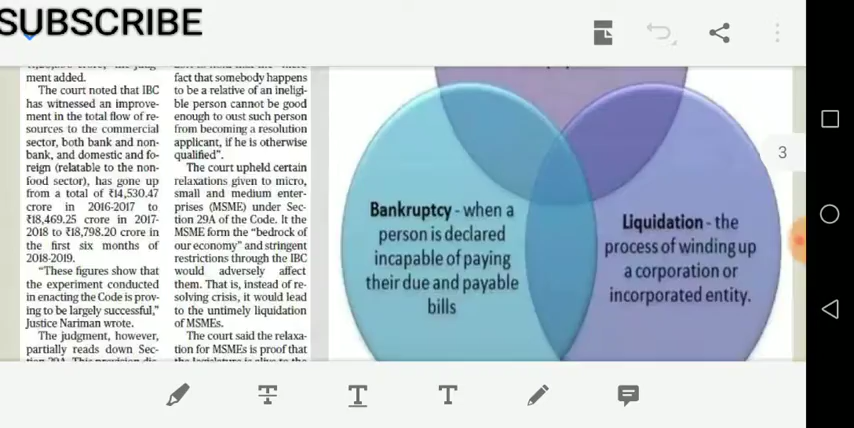 SUBSCRIBE
ment added.
The court noted that IBC
has witnessed an improve-
ment in the total flow of re-
sources to the commercial
sector, both bank and non-
bank, and domestic and fo-
reign (relatable to the non-
food sector), has gone up
from a total of ₹14,530.47
crore in 2016-2017 to
₹18,469.25 crore in 2017-
2018 to ₹18,798.20 crore in
the first six months of
2018-2019.
“These figures show that
the experiment conducted
in enacting the Code is prov-
ing to be largely successful,”
Justice Nariman wrote.
The judgment, however,
partially reads down Sec-
fact that somebody happens
to be a relative of an ineligi-
ble person cannot be good
enough to oust such person
from becoming a resolution
applicant, if he is otherwise
qualified”.
The court upheld certain
relaxations given to micro,
small and medium enter-
prises (MSME) under Sec-
tion 29A of the Code. It the
MSME form the “bedrock of
our economy” and stringent
restrictions through the IBC
would adversely affect
them. That is, instead of re-
solving crisis, it would lead
to the untimely liquidation
of MSMEs.
The court said the relaxa-
tion for MSMEs is proof that
Bankruptcy - when a
person is declared
incapable of paying
their due and payable
bills
Liquidation - the
process of winding up
a corporation or
incorporated entity.
3